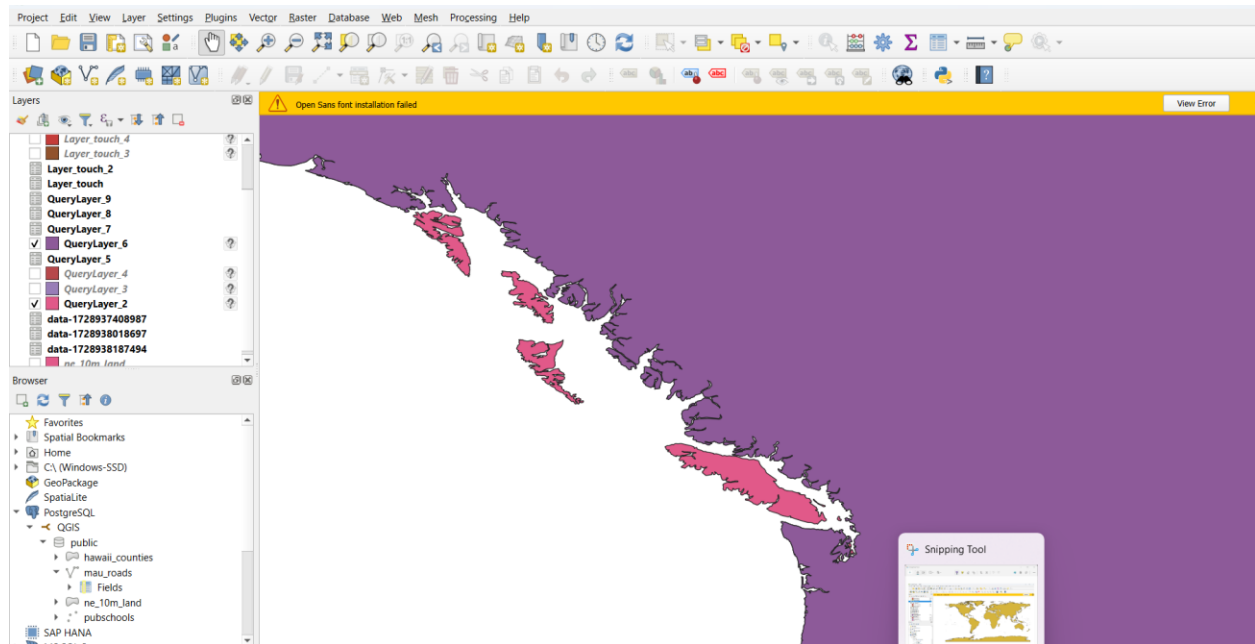 Project Edit View Layer Settings Plugins Vector Raster Database Web Mesh Processing Help
Layers
Open Sans font installation failed
View Error
Layer_touch_4
Layer_touch_3
Layer_touch_2
Layer_touch
QueryLayer_9
QueryLayer_8
QueryLayer_7
QueryLayer_6
QueryLayer_5
QueryLayer_4
QueryLayer_3
QueryLayer_2
data-1728937408987
data-1728938018697
data-1728938187494
ne_10m_land
Browser
Favorites
Spatial Bookmarks
Home
C:\ (Windows-SSD)
GeoPackage
SpatiaLite
PostgreSQL
QGIS
public
hawaii_counties
mau_roads
Fields
ne_10m_land
pubschools
SAP HANA
Snipping Tool